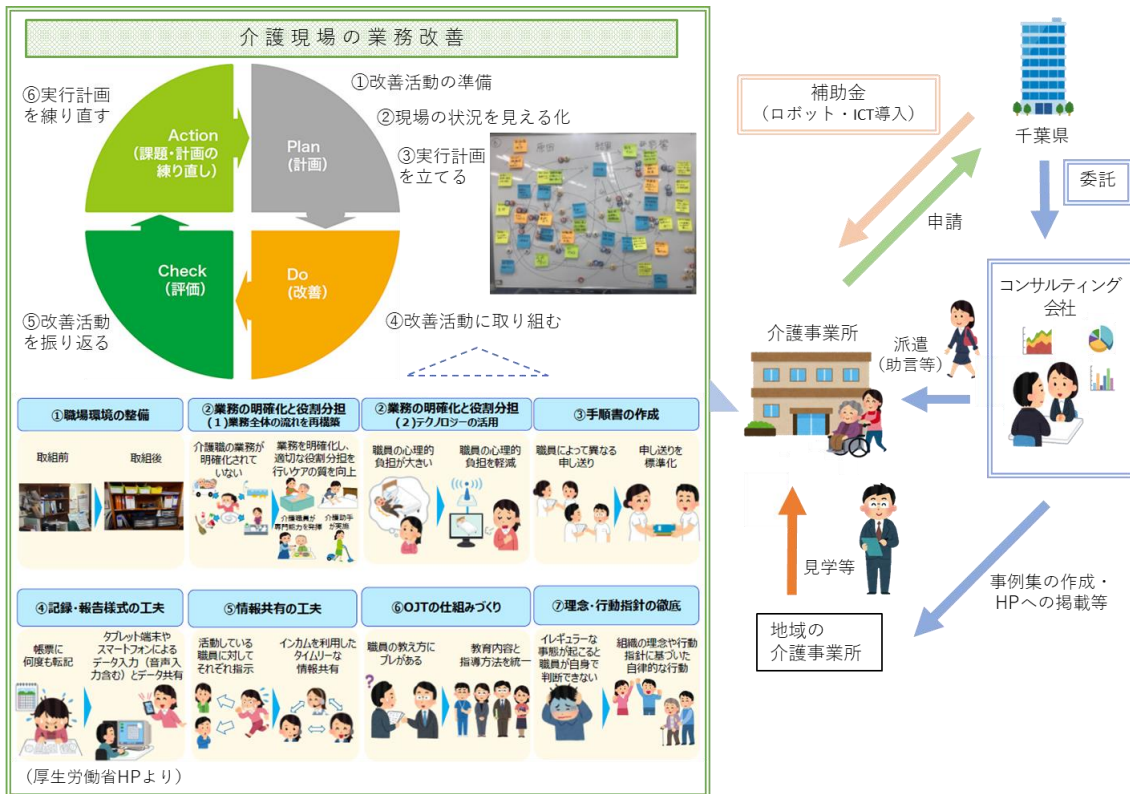 介護現場の業務改善
⑥実行計画
を練り直す
Action
(課題・計画の
練り直し)
Plan
(計画)
Check
(評価)
Do
(改善)
①改善活動の準備
②現場の状況を見える化
③実行計画
を立てる
④改善活動に取り組む
⑤改善活動
を振り返る
①職場環境の整備
取組前
取組後
②業務の明確化と役割分担
(1)業務全体の流れを再構築
介護職の業務が
明確化されて
いない
業務を明確化し、
適切な役割分担を
行いケアの質を向上
介護職員が
専門能力を発揮
介護助手
が実施
②業務の明確化と役割分担
(2)テクノロジーの活用
職員の心理的
負担が大きい
職員の心理的
負担を軽減
③手順書の作成
職員によって異なる
申し送り
申し送りを
標準化
④記録・報告様式の工夫
帳票に
何度も転記
タブレット端末や
スマートフォンによる
データ入力(音声入
力含む)とデータ共有
⑤情報共有の工夫
活動している
職員に対して
それぞれ指示
インカムを利用した
タイムリーな
情報共有
⑥OJTの仕組みづくり
職員の教え方に
ブレがある
教育内容と
指導方法を統一
⑦理念・行動指針の徹底
イレギュラーな
事態が起こると
職員が自身で
判断できない
組織の理念や行動
指針に基づいた
自律的な行動
(厚生労働省HPより)
補助金
(ロボット・ICT導入)
千葉県
申請
委託
コンサルティング
会社
介護事業所
派遣
(助言等)
見学等
地域の
介護事業所
事例集の作成・
HPへの掲載等